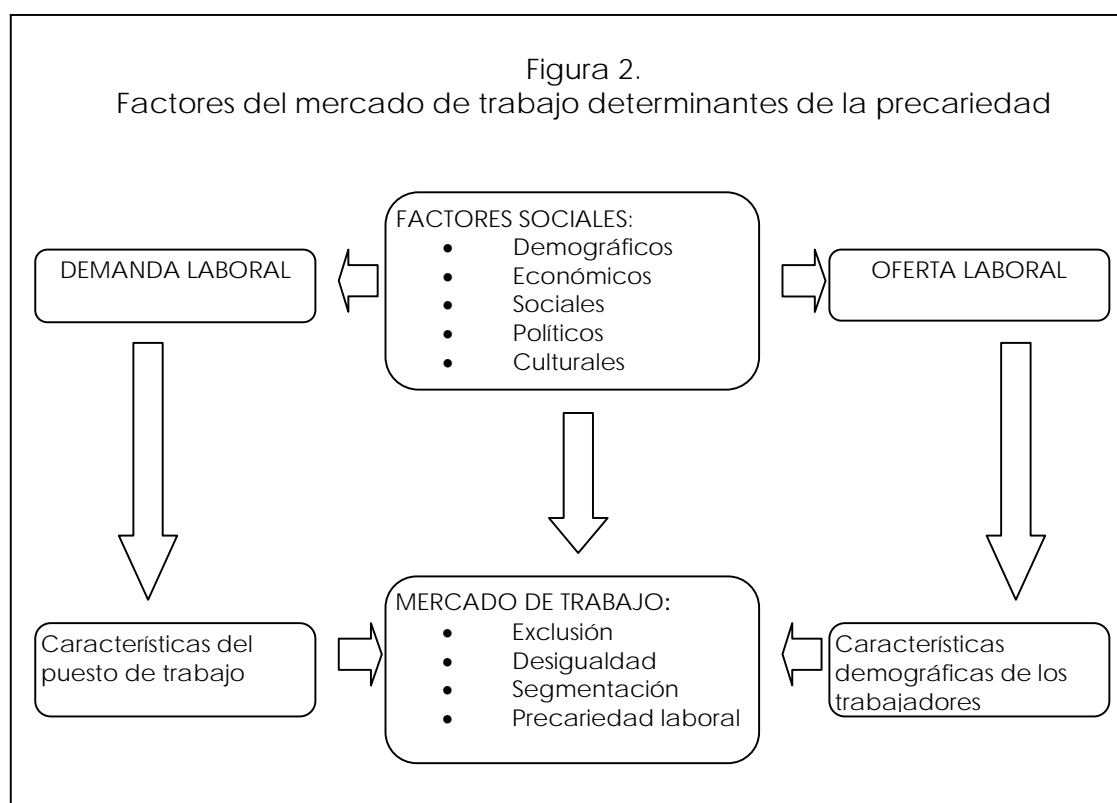 Figura 2.
Factores del mercado de trabajo determinantes de la precariedad
FACTORES SOCIALES:
• Demográficos
• Económicos
• Sociales
• Políticos
• Culturales
DEMANDA LABORAL
OFERTA LABORAL
Características del
puesto de trabajo
MERCADO DE TRABAJO:
• Exclusión
• Desigualdad
• Segmentación
• Precariedad laboral
Características
demográficas de los
trabajadores